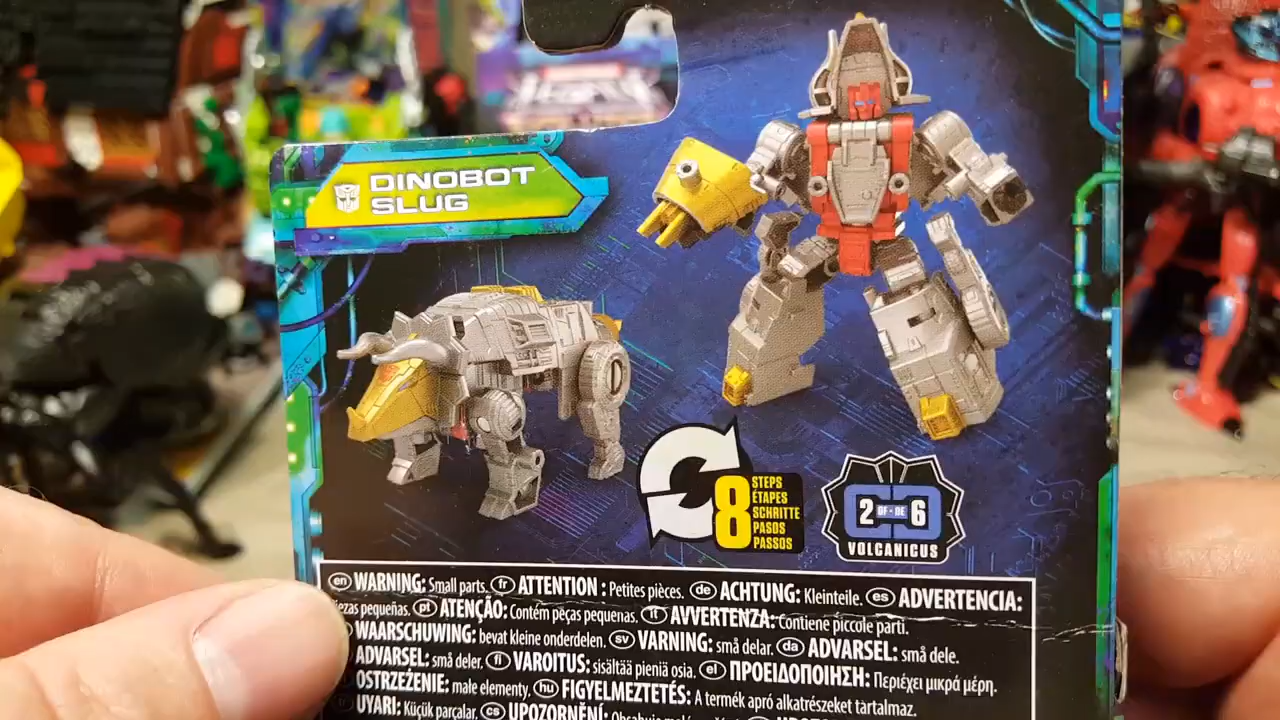 DINOBOT
SLUG
8 STEPS
ÉTAPES
SCHRITTE
PASOS
PASSOS
2 OF•DE 6
VOLCANICUS
en WARNING: Small parts. fr ATTENTION : Petites pièces. de ACHTUNG: Kleinteile. es ADVERTENCIA:
iezas pequeñas. pt ATENÇÃO: Contém peças pequenas. it AVVERTENZA: Contiene piccole parti.
WAARSCHUWING: bevat kleine onderdelen. sv VARNING: små delar. da ADVARSEL: små dele.
ADVARSEL: små deler. fi VAROITUS: sisältää pieniä osia. el ΠΡΟΕΙΔΟΠΟΙΗΣΗ: Περιέχει μικρά μέρη.
OSTRZEŻENIE: małe elementy. hu FIGYELMEZTETÉS: A termék apró alkatrészeket tartalmaz.
UYARI: Küçük parçalar. cs UPOZORNĚNÍ: